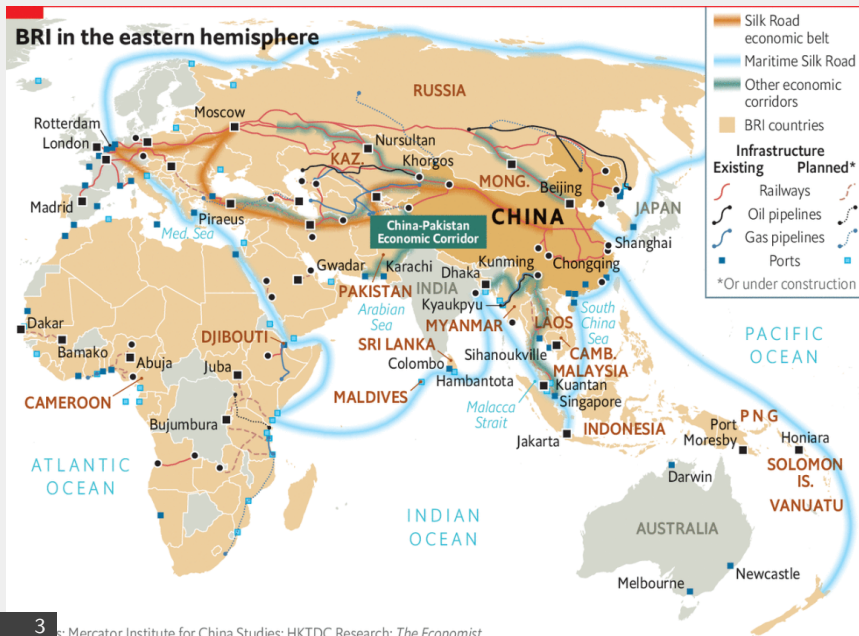 BRI in the eastern hemisphere
Silk Road
economic belt
Maritime Silk Road
Other economic
corridors
BRI countries
Infrastructure
Existing
Planned*
Railways
Oil pipelines
Gas pipelines
Ports
*Or under construction
RUSSIA
Moscow
Rotterdam
London
Nursultan
KAZ.
Khorgos
MONG.
Beijing
Madrid
Piraeus
CHINA
JAPAN
Med. Sea
China-Pakistan
Economic Corridor
Shanghai
Gwadar
Karachi
Dhaka
Kunming
Chongqing
PAKISTAN
INDIA
Kyaukpyu
Arabian
Sea
MYANMAR
LAOS
South
China
Sea
Dakar
DJIBOUTI
SRI LANKA
Sihanoukville
CAMB.
PACIFIC
OCEAN
Bamako
Abuja
Juba
Colombo
MALAYSIA
Hambantota
Kuantan
CAMEROON
MALDIVES
Singapore
Malacca
Strait
Bujumbura
Jakarta
INDONESIA
PNG
Port
Moresby
Honiara
SOLOMON
IS.
VANUATU
ATLANTIC
OCEAN
Darwin
INDIAN
OCEAN
AUSTRALIA
Newcastle
Melbourne
3
s: Mercator Institute for China Studies; HKTDC Research; The Economist